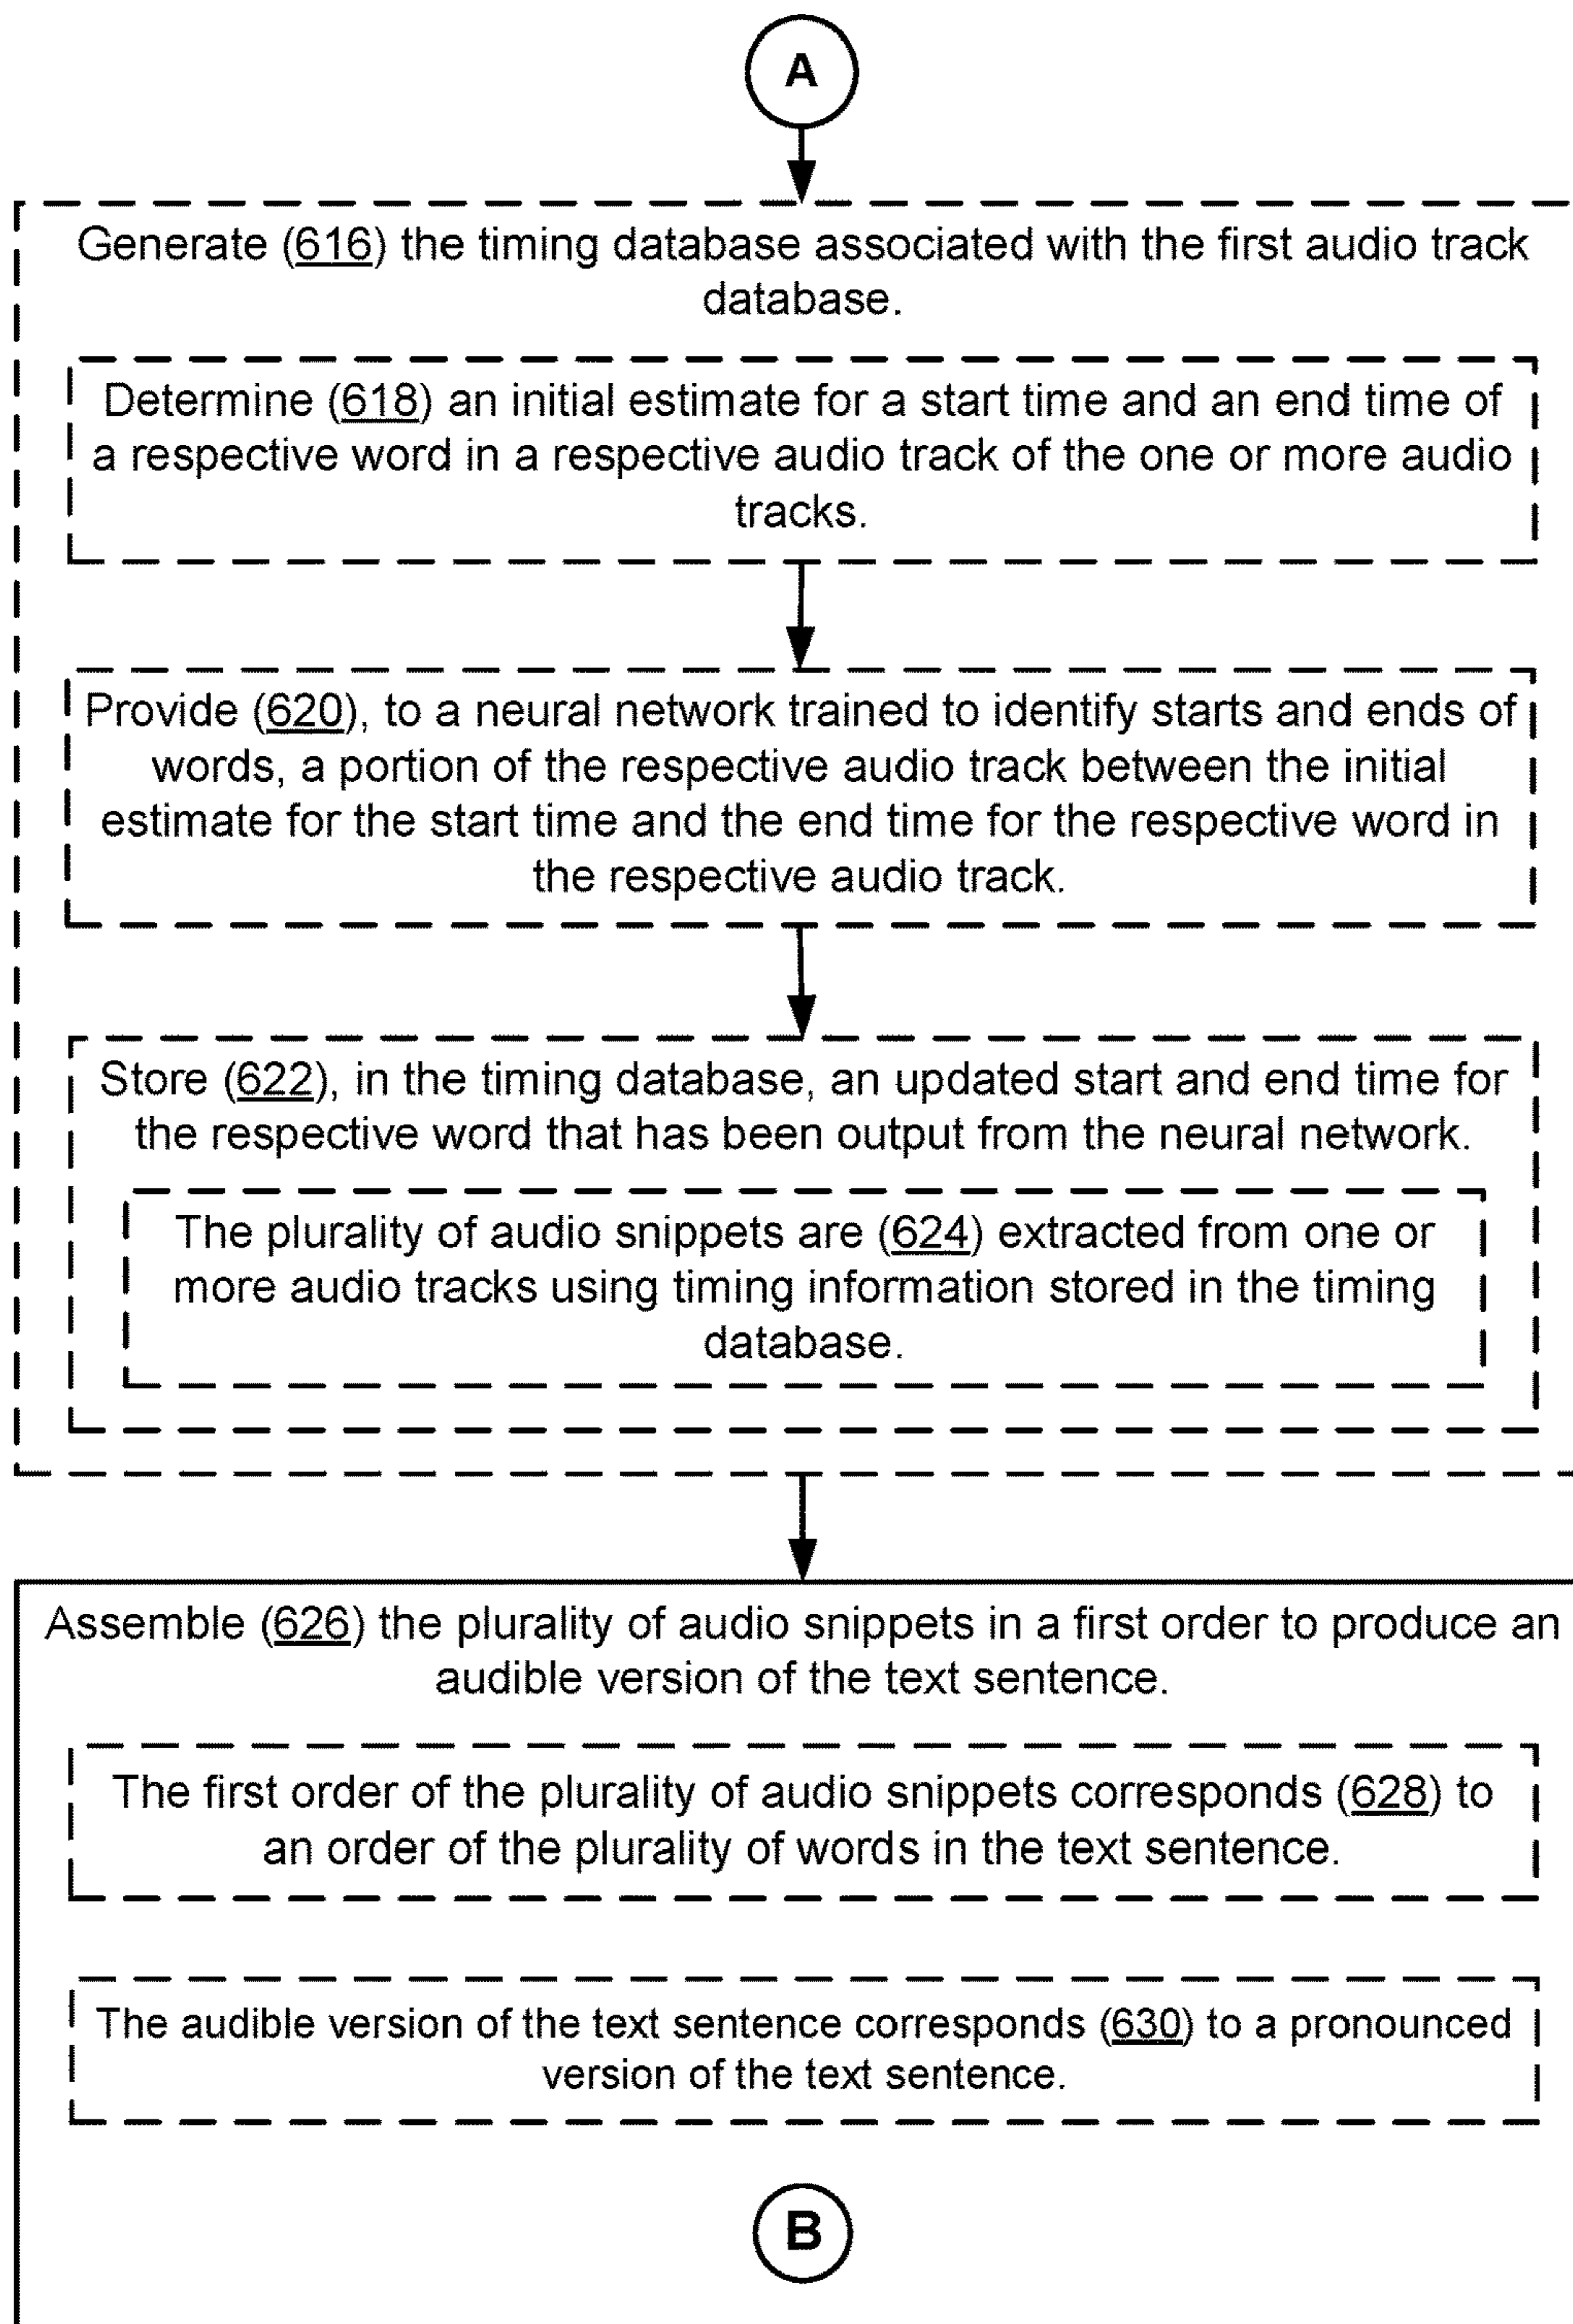 A
Generate (616) the timing database associated with the first audio track
database.
Determine (618) an initial estimate for a start time and an end time of
a respective word in a respective audio track of the one or more audio
tracks.
Provide (620), to a neural network trained to identify starts and ends of
words, a portion of the respective audio track between the initial
estimate for the start time and the end time for the respective word in
the respective audio track.
Store (622), in the timing database, an updated start and end time for
the respective word that has been output from the neural network.
The plurality of audio snippets are (624) extracted from one or
more audio tracks using timing information stored in the timing
database.
Assemble (626) the plurality of audio snippets in a first order to produce an
audible version of the text sentence.
The first order of the plurality of audio snippets corresponds (628) to
an order of the plurality of words in the text sentence.
The audible version of the text sentence corresponds (630) to a pronounced
version of the text sentence.
B